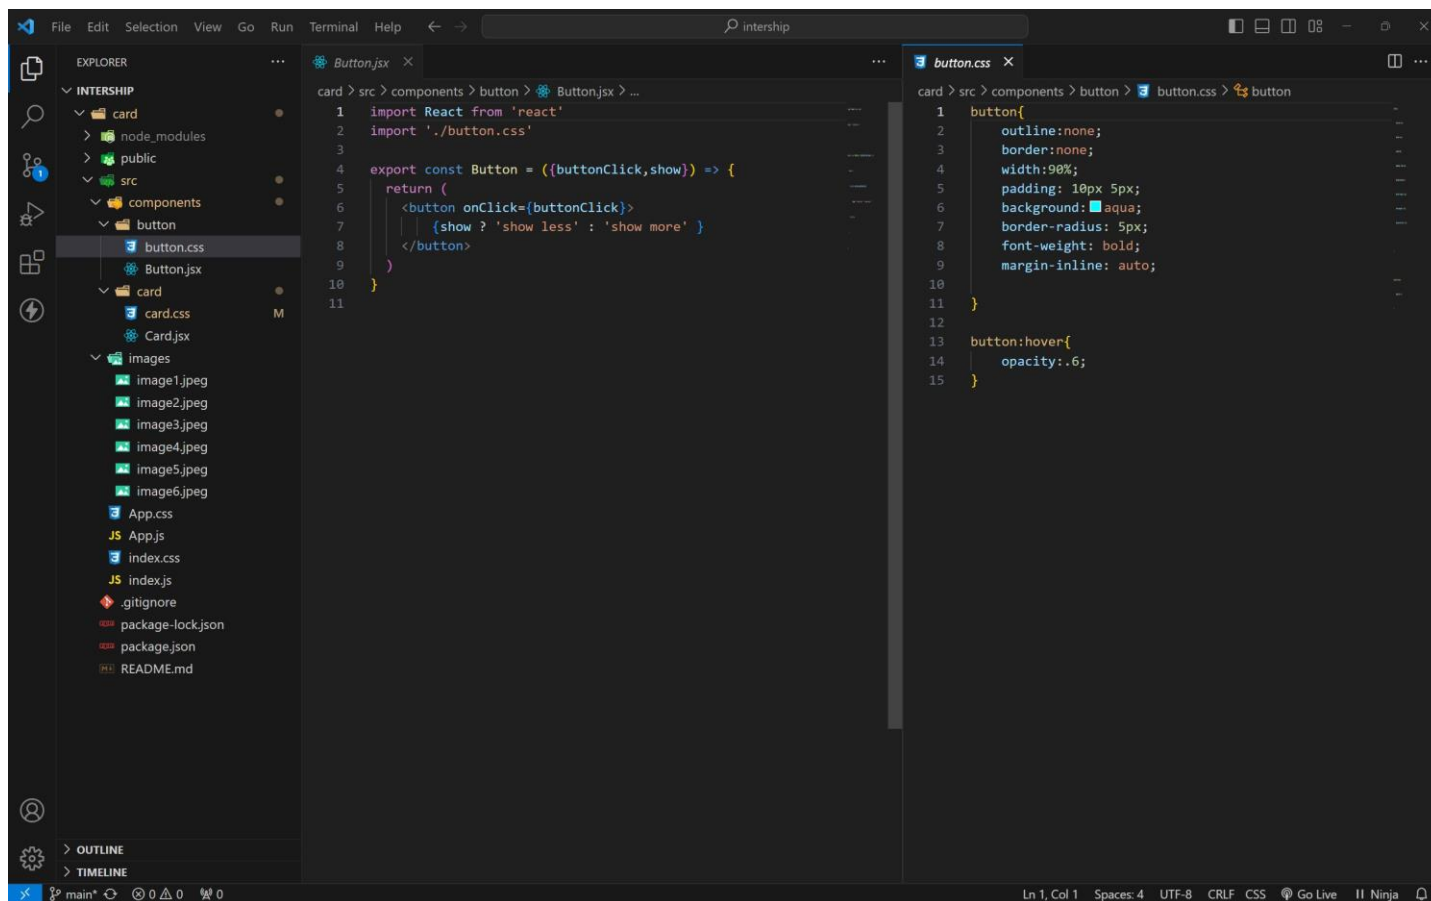 File Edit Selection View Go Run Terminal Help intership
EXPLORER
INTERSHIP
card
node_modules
public
src
components
button
button.css
Button.jsx
card
card.css M
Card.jsx
images
image1.jpeg
image2.jpeg
image3.jpeg
image4.jpeg
image5.jpeg
image6.jpeg
App.css
JS App.js
index.css
JS index.js
.gitignore
package-lock.json
package.json
README.md
OUTLINE
TIMELINE
1
Button.jsx
card > src > components > button > Button.jsx > ...
1 import React from 'react'
2 import './button.css'
3
4 export const Button = ({buttonClick,show}) => {
5 return (
6 <button onClick={buttonClick}>
7 {show ? 'show less' : 'show more' }
8 </button>
9 )
10 }
11
button.css
card > src > components > button > button.css > button
1 button{
2 outline:none;
3 border:none;
4 width:90%;
5 padding: 10px 5px;
6 background: aqua;
7 border-radius: 5px;
8 font-weight: bold;
9 margin-inline: auto;
10
11 }
12
13 button:hover{
14 opacity:.6;
15 }
main* 0 0 0 Ln 1, Col 1 Spaces: 4 UTF-8 CRLF CSS Go Live Ninja